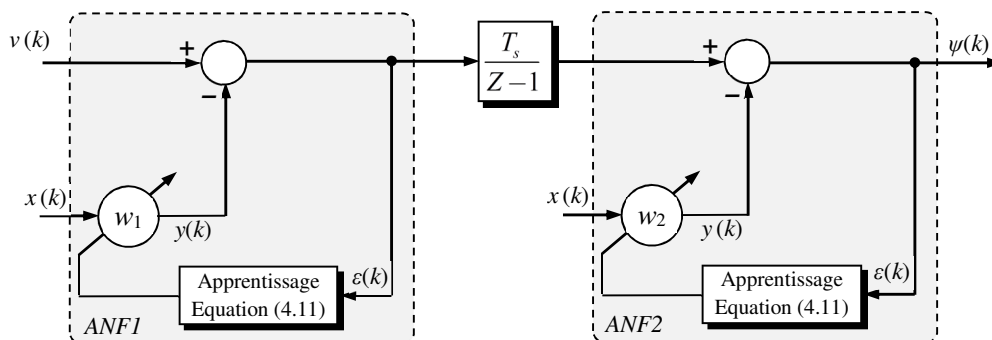 v(k)
+
−
x(k)
w1
y(k)
ε(k)
Apprentissage
Equation (4.11)
ANF1
Ts
Z −1
+
−
ψ(k)
x(k)
w2
y(k)
ε(k)
Apprentissage
Equation (4.11)
ANF2